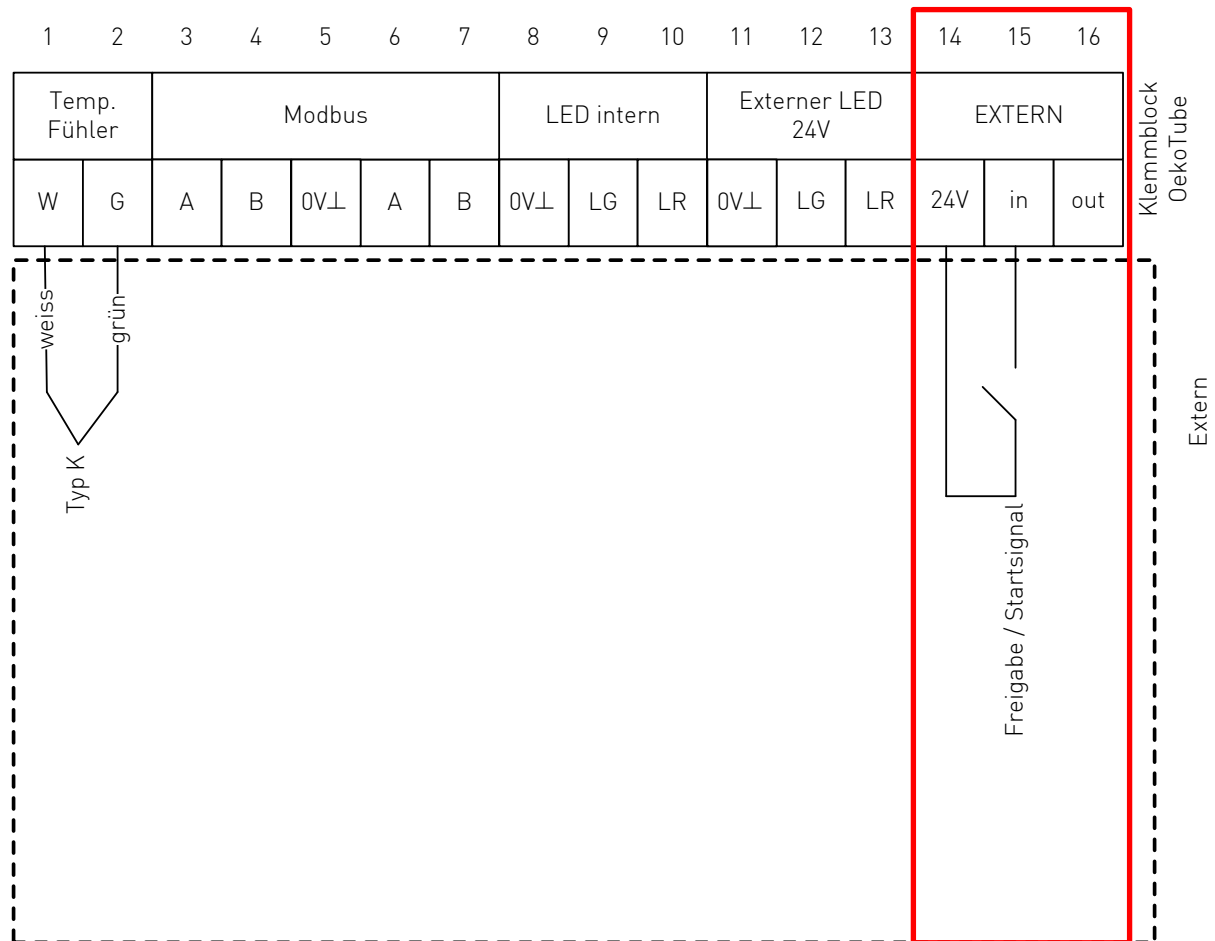 1 2 3 4 5 6 7 8 9 10 11 12 13 14 15 16
Temp.
Fühler
Modbus
LED intern
Externer LED
24V
EXTERN
W G A B 0V⊥ A B 0V⊥ LG LR 0V⊥ LG LR 24V in out
Klemmblock
OekoTube
weiss
grün
Typ K
Freigabe / Startsignal
Extern